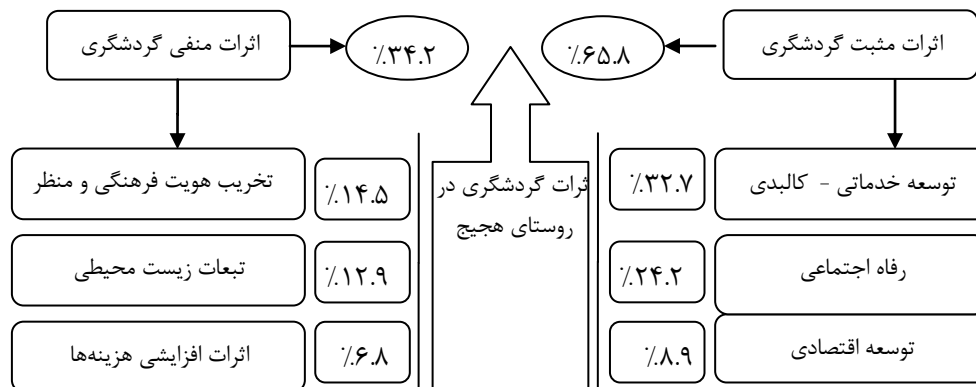 اثرات مثبت گردشگری
٪۶۵.۸
٪۳۴.۲
اثرات منفی گردشگری
توسعه خدماتی - کالبدی
٪۳۲.۷
ثرات گردشگری در
روستای هجیج
٪۱۴.۵
تخریب هویت فرهنگی و منظر
رفاه اجتماعی
٪۲۴.۲
٪۱۲.۹
تبعات زیست محیطی
توسعه اقتصادی
٪۸.۹
٪۶.۸
اثرات افزایشی هزینه‌ها